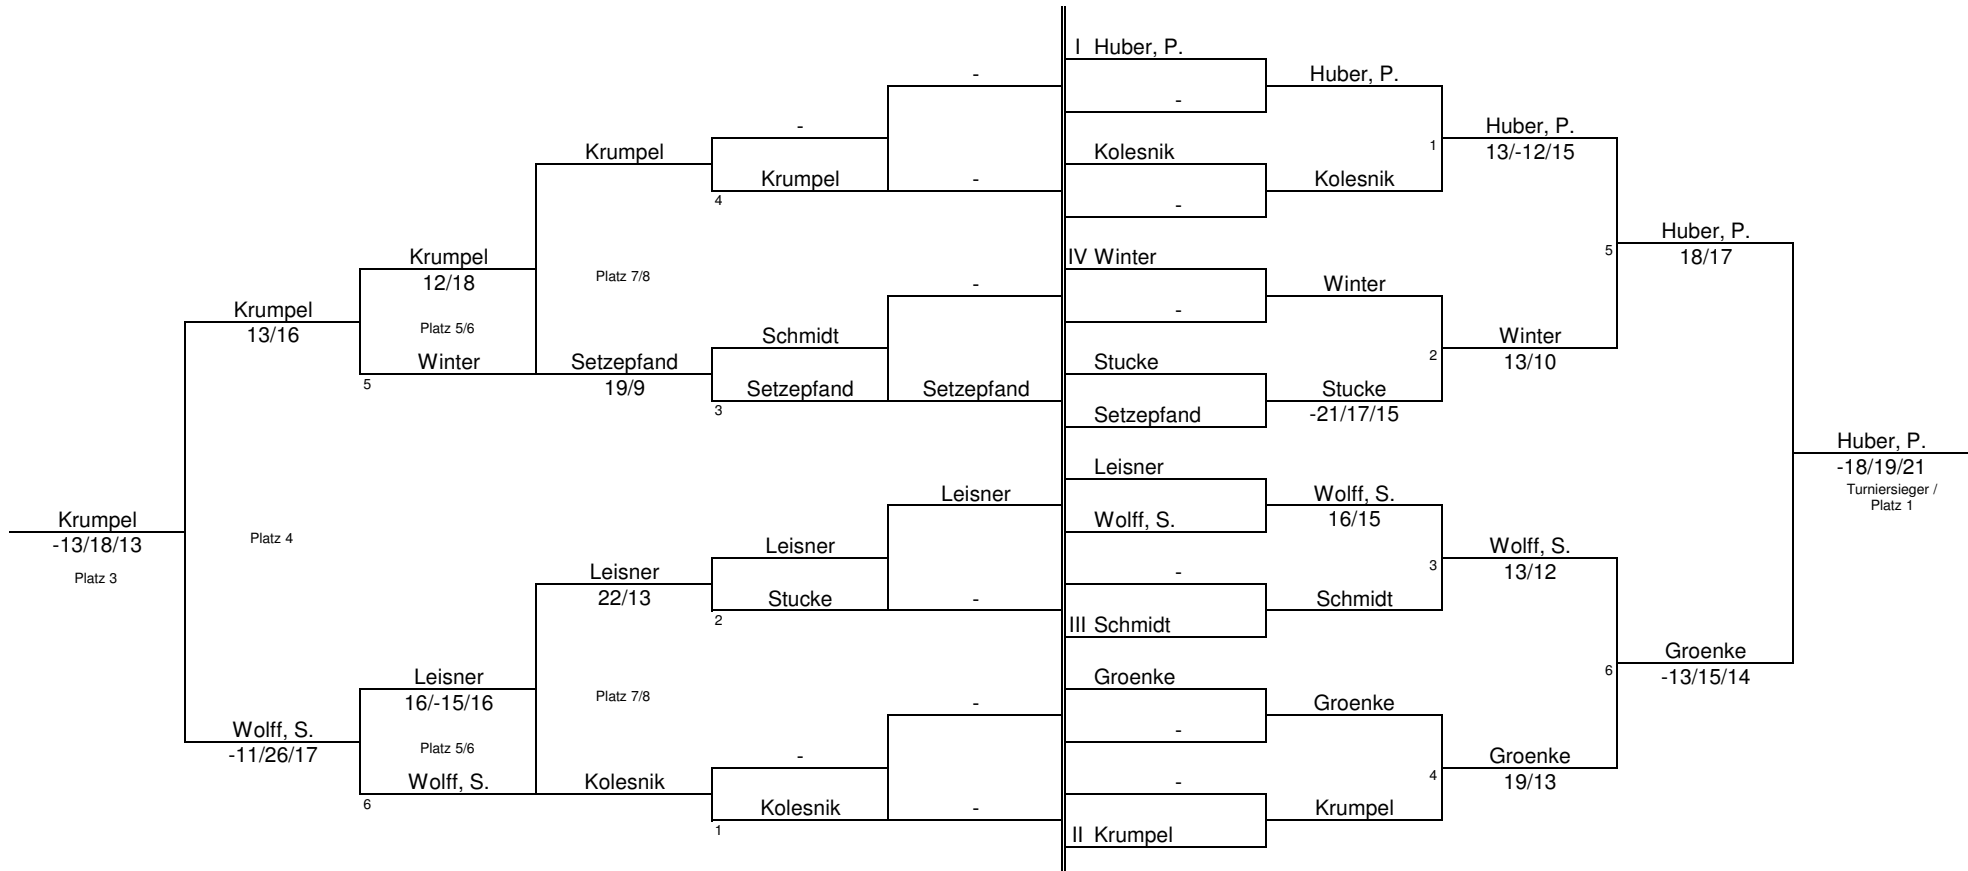 I Huber, P.
-
Huber, P.
-
-
Huber, P.
13/-12/15
1
Krumpel
Krumpel
4
-
Kolesnik
-
Kolesnik
Huber, P.
18/17
5
Krumpel
12/18
Platz 7/8
-
IV Winter
-
Winter
Krumpel
13/16
Platz 5/6
Winter
5
Setzepfand
19/9
Schmidt
Setzepfand
3
Setzepfand
Stucke
Setzepfand
Stucke
-21/17/15
2
Winter
13/10
Huber, P.
-18/19/21
Turniersieger /
Platz 1
Krumpel
-13/18/13
Platz 3
Platz 4
Leisner
Leisner
Wolff, S.
Wolff, S.
16/15
3
Wolff, S.
13/12
Leisner
22/13
Leisner
Stucke
2
-
-
III Schmidt
Schmidt
Groenke
-13/15/14
6
Leisner
16/-15/16
Platz 7/8
-
Groenke
-
Groenke
Wolff, S.
-11/26/17
Platz 5/6
Wolff, S.
6
Kolesnik
-
Kolesnik
1
-
-
II Krumpel
Krumpel
4
Groenke
19/13